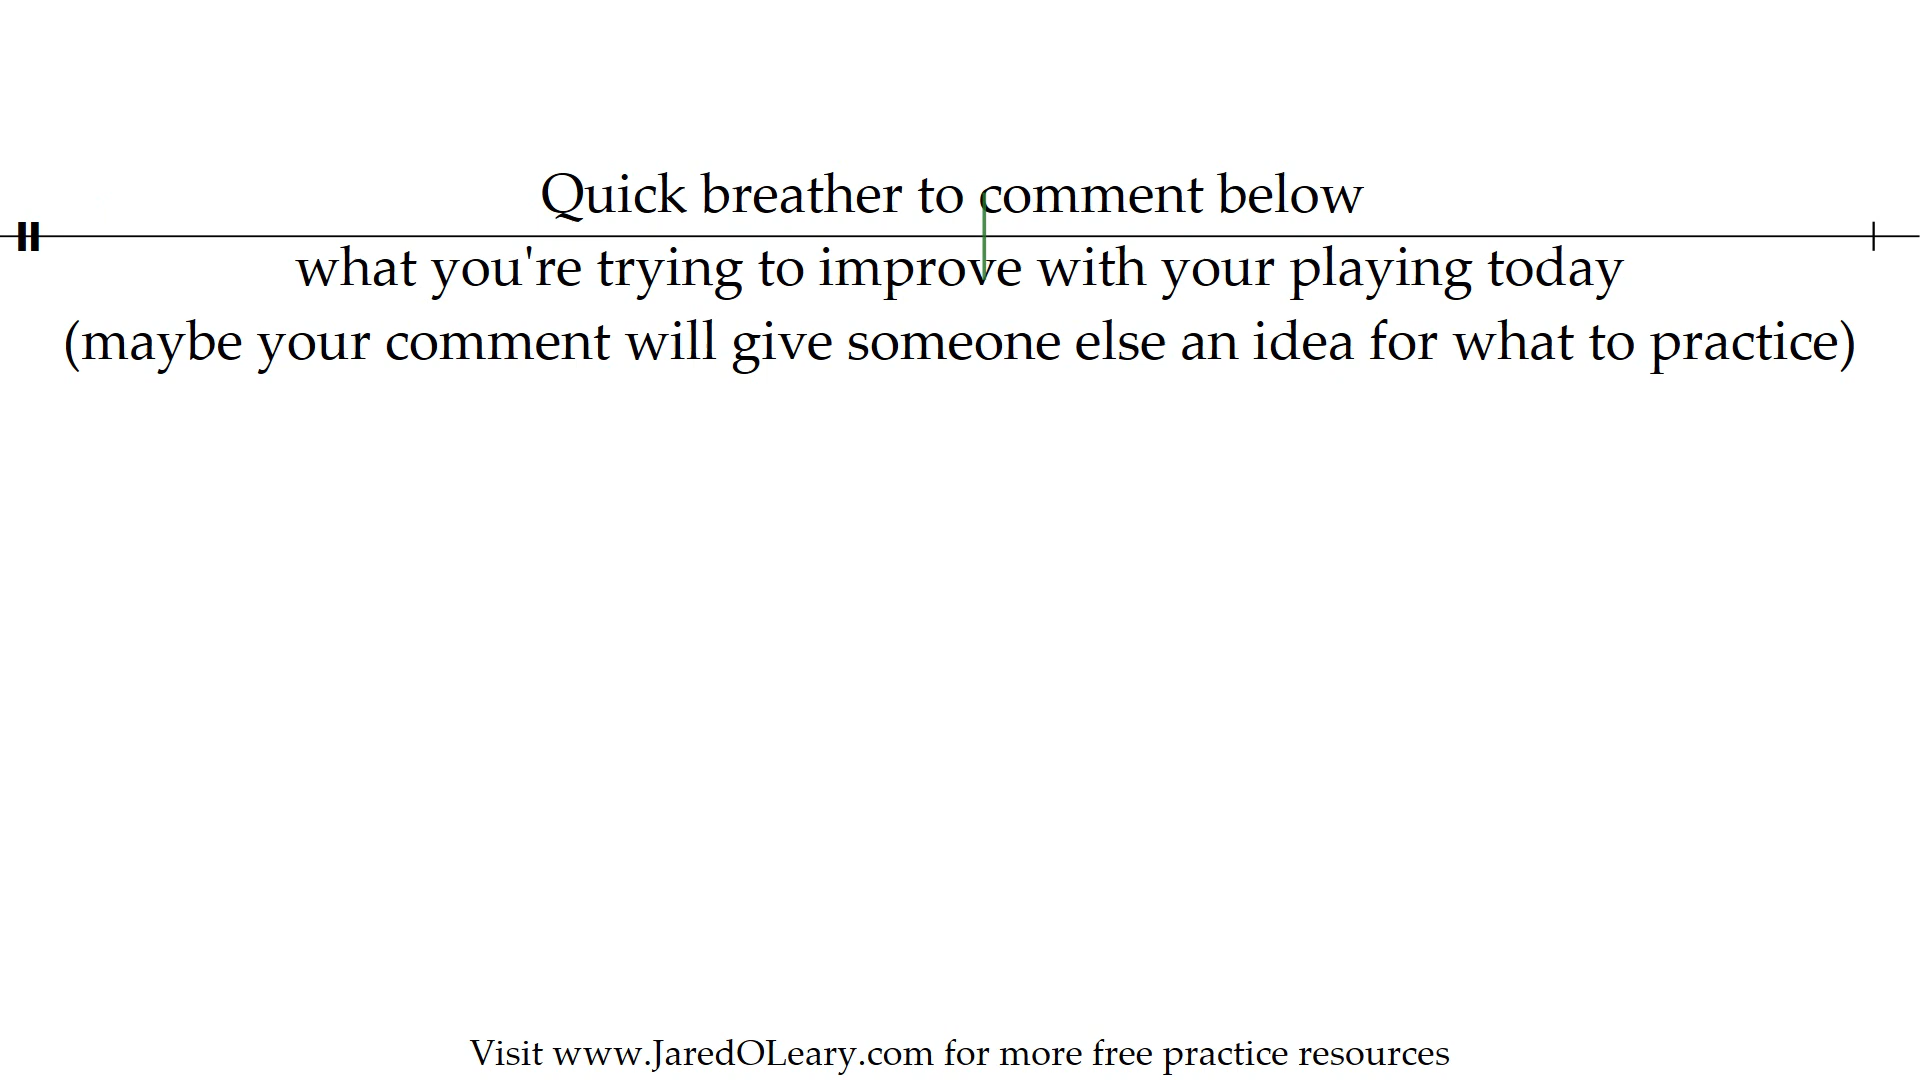 Quick breather to comment below
what you're trying to improve with your playing today
(maybe your comment will give someone else an idea for what to practice)
Visit www.JaredOLeary.com for more free practice resources